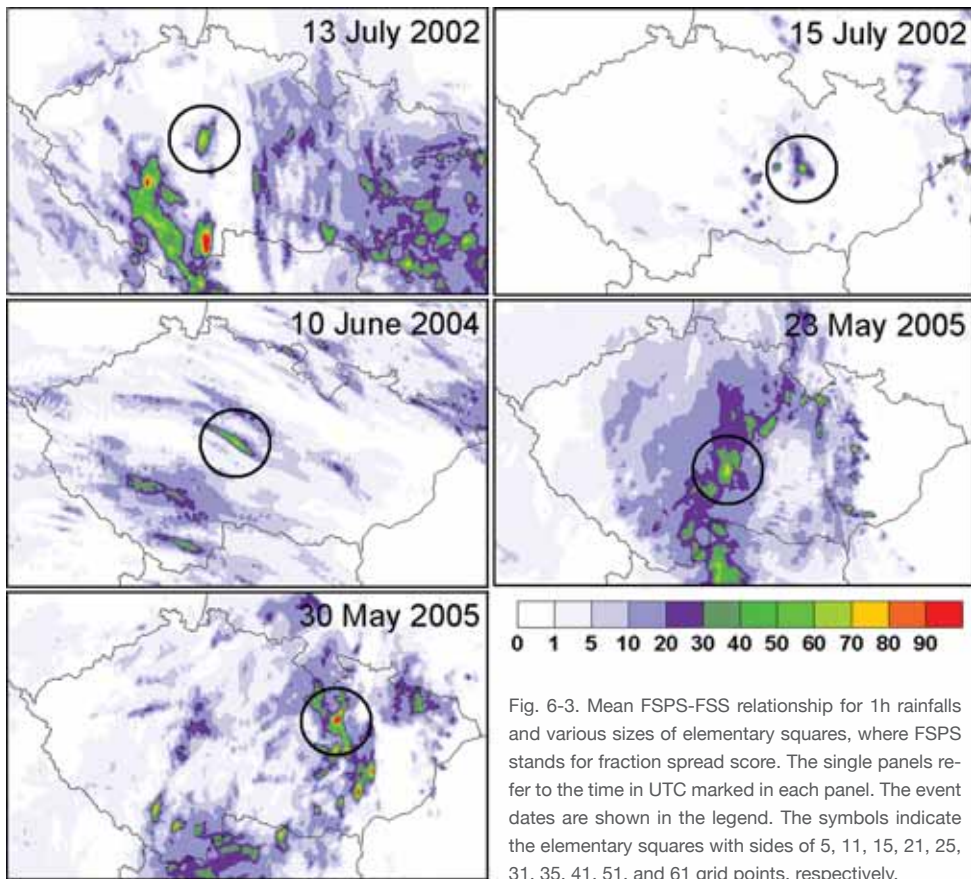 13 July 2002
15 July 2002
10 June 2004
23 May 2005
30 May 2005
0 1 5 10 20 30 40 50 60 70 80 90
Fig. 6-3. Mean FSPS-FSS relationship for 1h rainfalls
and various sizes of elementary squares, where FSPS
stands for fraction spread score. The single panels re-
fer to the time in UTC marked in each panel. The event
dates are shown in the legend. The symbols indicate
the elementary squares with sides of 5, 11, 15, 21, 25,
31, 35, 41, 51, and 61 grid points, respectively.